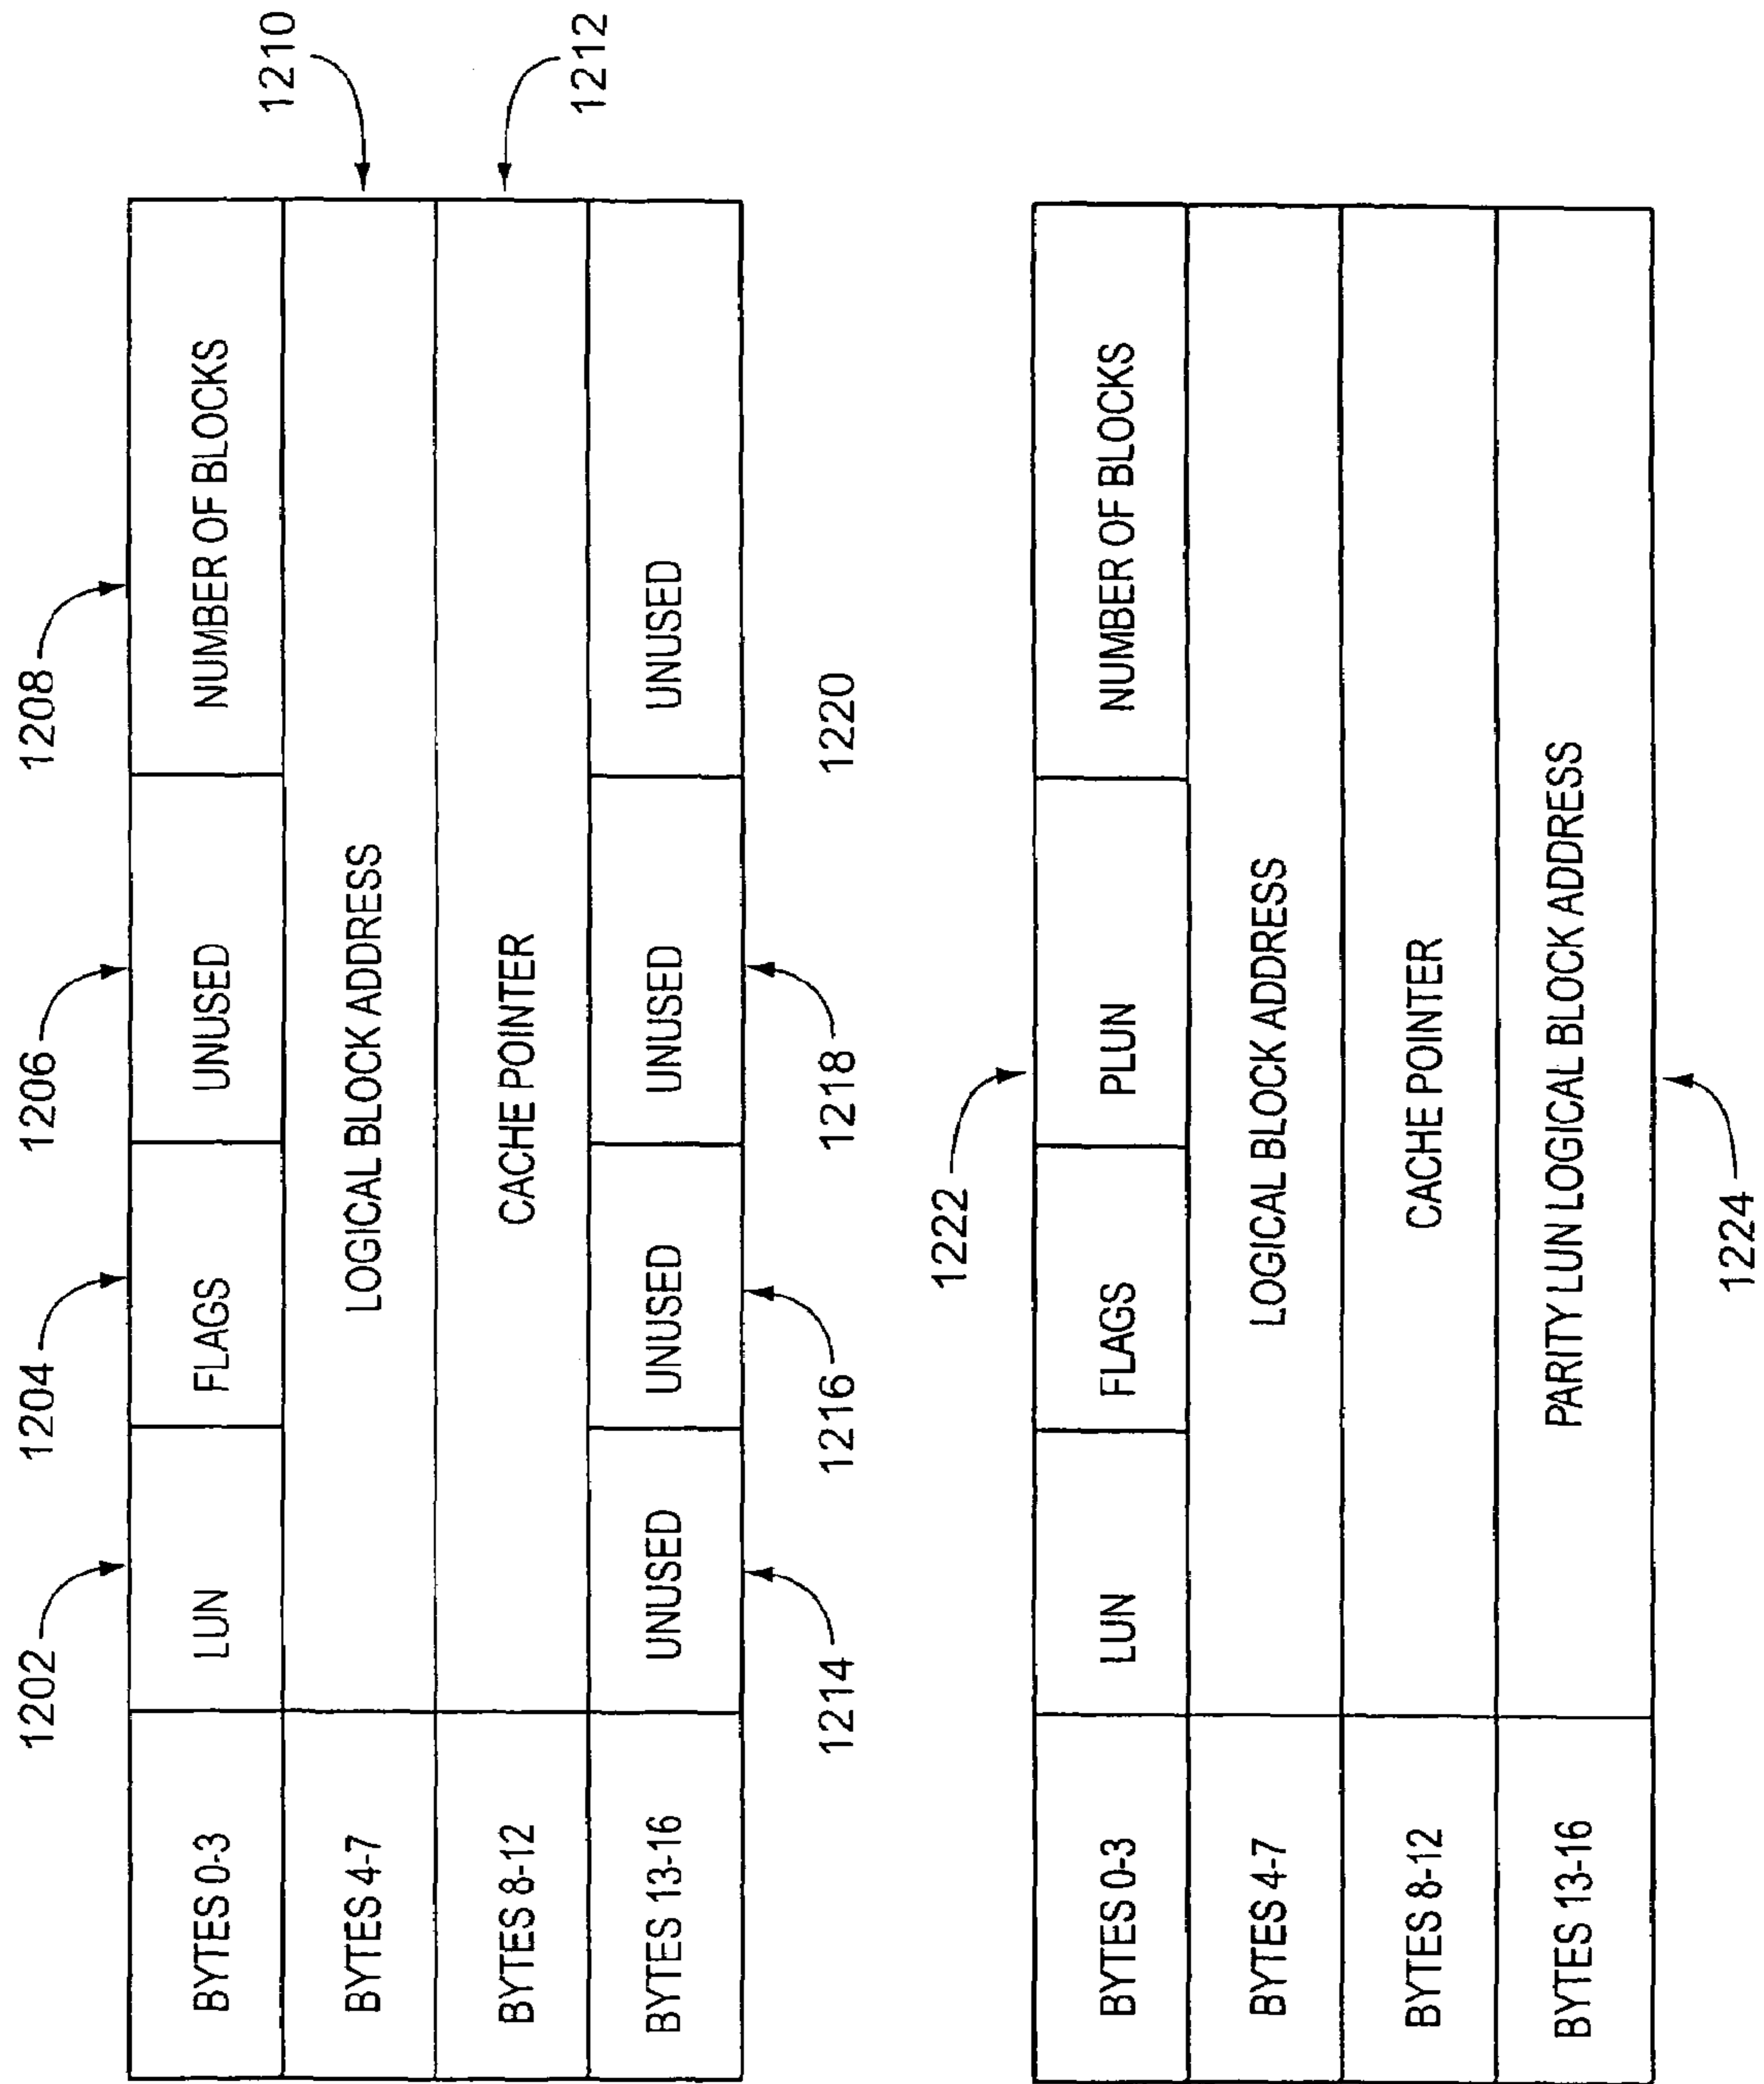 1202 1204 1206 1208
BYTES 0-3 LUN FLAGS UNUSED NUMBER OF BLOCKS
BYTES 4-7 LOGICAL BLOCK ADDRESS 1210
BYTES 8-12 CACHE POINTER 1212
BYTES 13-16 UNUSED UNUSED UNUSED UNUSED
1214 1216 1218 1220
1222
BYTES 0-3 LUN FLAGS PLUN NUMBER OF BLOCKS
BYTES 4-7 LOGICAL BLOCK ADDRESS
BYTES 8-12 CACHE POINTER
BYTES 13-16 PARITY LUN LOGICAL BLOCK ADDRESS
1224